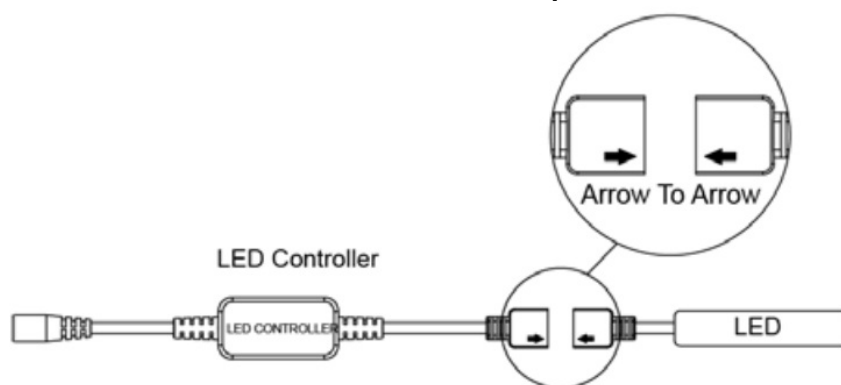 Arrow To Arrow
LED Controller
LED CONTROLLER
LED